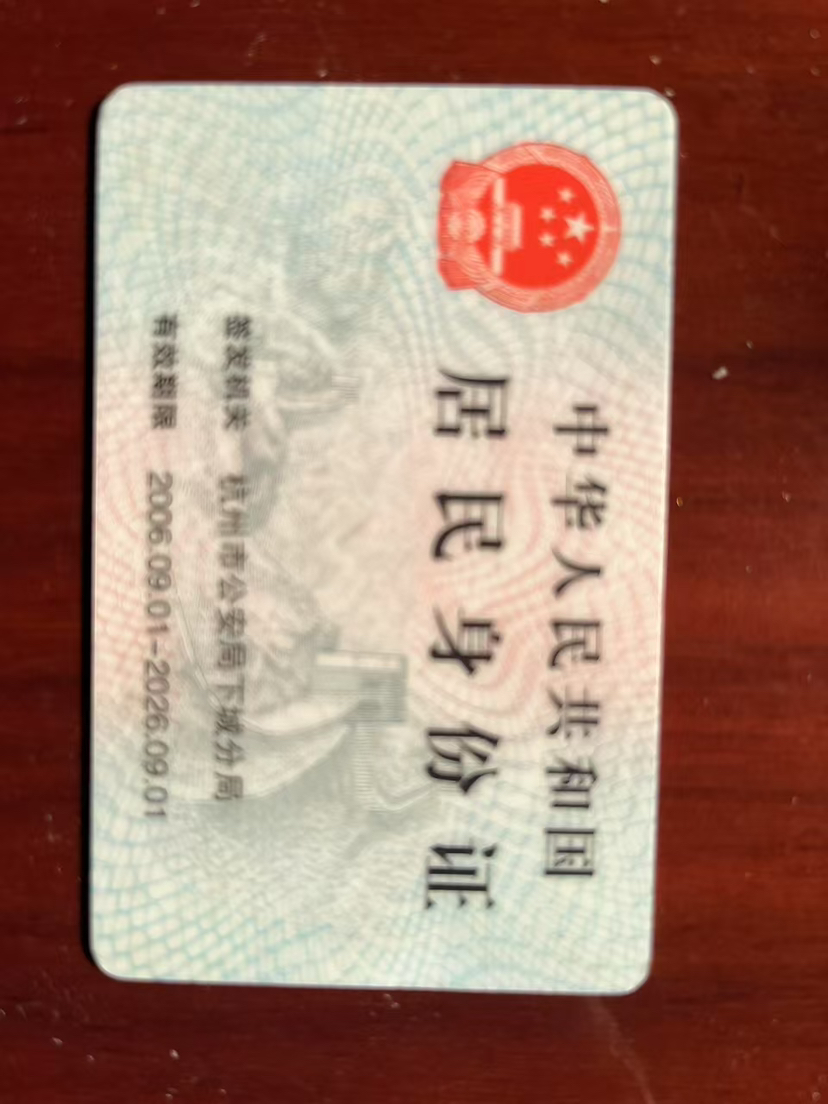 中华人民共和国
居民身份证
签发机关 杭州市公安局下城分局
有效期限 2006.09.01-2026.09.01